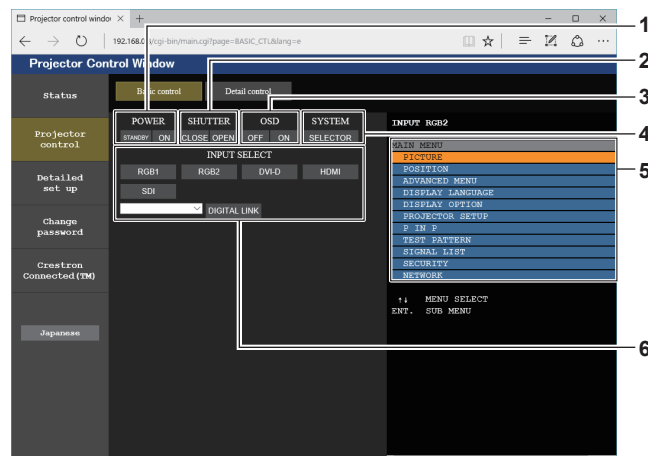 Projector control window
1
192.168.0.8/cgi-bin/main.cgi?page=BASIC_CTL&lang=e
Projector Control Window
2
Status
Basic control
Detail control
3
POWER
SHUTTER
OSD
SYSTEM
INPUT RGB2
STANDBY ON
CLOSE OPEN
OFF ON
SELECTOR
4
Projector
control
INPUT SELECT
MAIN MENU
PICTURE
5
RGB1
RGB2
DVI-D
HDMI
POSITION
ADVANCED MENU
Detailed
set up
SDI
DISPLAY LANGUAGE
DISPLAY OPTION
DIGITAL LINK
PROJECTOR SETUP
Change
password
P IN P
TEST PATTERN
SIGNAL LIST
SECURITY
NETWORK
Crestron
Connected(TM)
↑↓ MENU SELECT
ENT. SUB MENU
Japanese
6